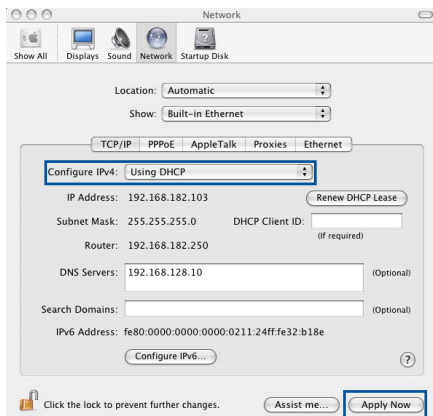 Network
Show All Displays Sound Network Startup Disk
Location: Automatic
Show: Built-in Ethernet
TCP/IP PPPoE AppleTalk Proxies Ethernet
Configure IPv4: Using DHCP
IP Address: 192.168.182.103 Renew DHCP Lease
Subnet Mask: 255.255.255.0 DHCP Client ID:
(If required)
Router: 192.168.182.250
DNS Servers: 192.168.128.10 (Optional)
Search Domains: (Optional)
IPv6 Address: fe80:0000:0000:0000:0211:24ff:fe32:b18e
Configure IPv6... ?
Click the lock to prevent further changes. Assist me... Apply Now